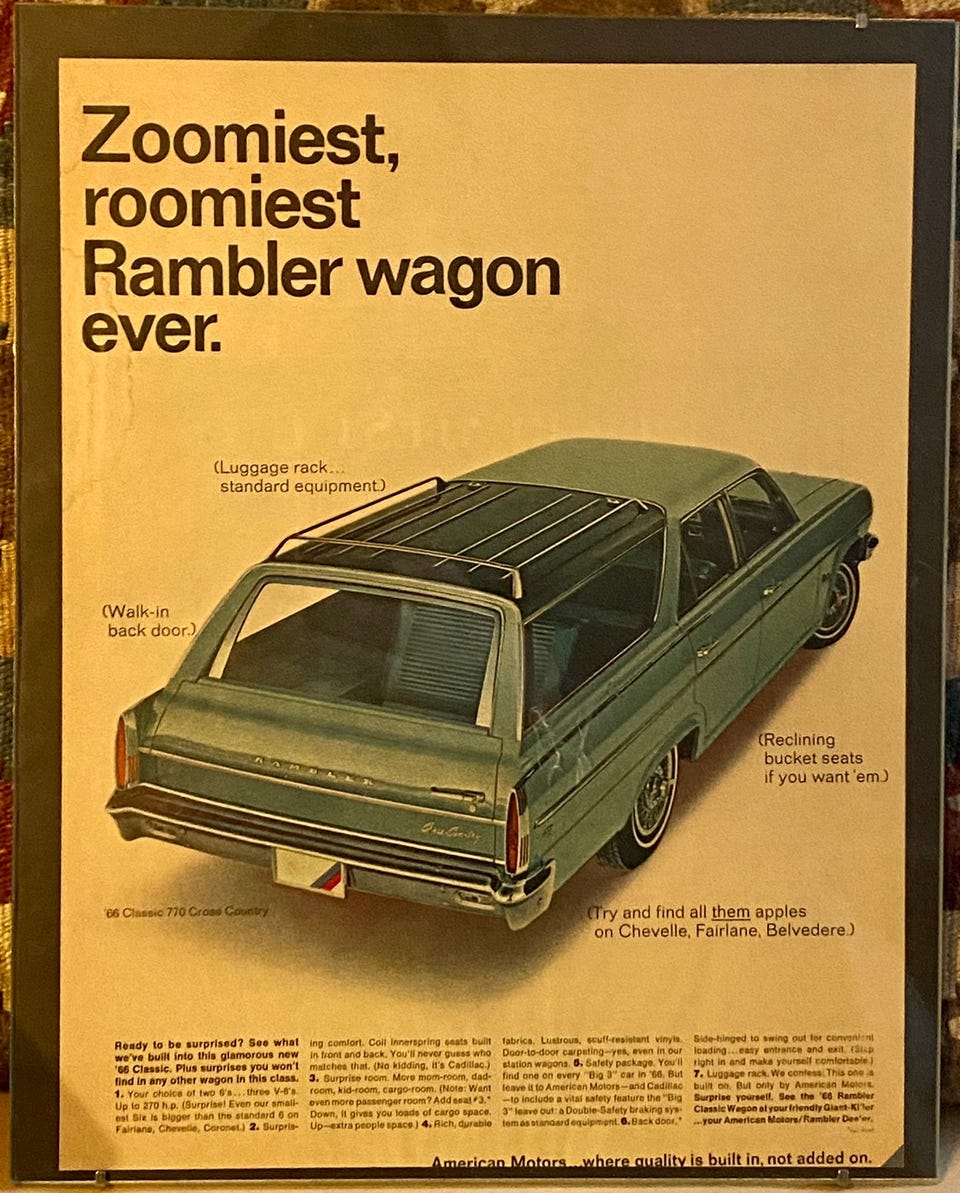 Zoomiest,
roomiest
Rambler wagon
ever.
(Luggage rack...
standard equipment.)
(Walk-in
back door.)
(Reclining
bucket seats
if you want 'em.)
RAMBLER
Cross Country
'66 Classic 770 Cross Country
(Try and find all them apples
on Chevelle, Fairlane, Belvedere.)
Ready to be surprised? See what
we've built into this glamorous new
'66 Classic. Plus surprises you won't
find in any other wagon in this class.
1. Your choice of two 6's...three V-8's.
Up to 270 h.p. (Surprise! Even our small-
est Six is bigger than the standard 6 on
Fairlane, Chevelle, Coronet.) 2. Surpris-
ing comfort. Coil innerspring seats built
in front and back. You'll never guess who
matches that. (No kidding, it's Cadillac.)
3. Surprise room. More mom-room, dad-
room, kid-room, cargo-room. (Note: Want
even more passenger room? Add seat #3.*
Down, it gives you loads of cargo space.
Up—extra people space.) 4. Rich, durable
fabrics. Lustrous, scuff-resistant vinyls.
Door-to-door carpeting—yes, even in our
station wagons. 5. Safety package. You'll
find one on every "Big 3" car in '66. But
leave it to American Motors—and Cadillac
—to include a vital safety feature the "Big
3" leave out: a Double-Safety braking sys-
tem as standard equipment. 6. Back door.*
Side-hinged to swing out for convenient
loading...easy entrance and exit. (Step
right in and make yourself comfortable.)
7. Luggage rack. We confess: This one is
built on. But only by American Motors.
Surprise yourself. See the '66 Rambler
Classic Wagon at your friendly Giant-Killer
...your American Motors/Rambler Dealer.
American Motors...where quality is built in, not added on.